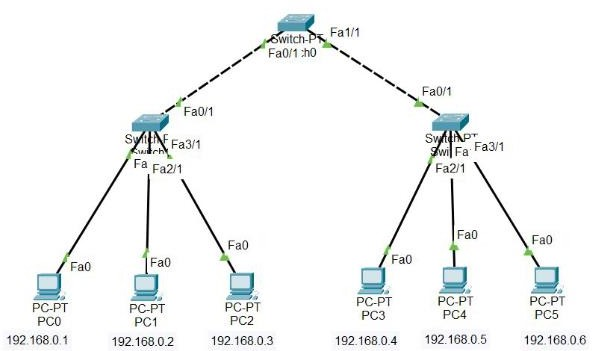 Fa1/1
Switch-PT
Fa0/1
Fa0/1
Fa0/1
Fa3/1
Fa
Fa2/1
Switch-PT
Fa
Fa3/1
Fa2/1
Fa0
Fa0
Fa0
Fa0
Fa0
Fa0
PC-PT
PC0
PC-PT
PC1
PC-PT
PC2
PC-PT
PC3
PC-PT
PC4
PC-PT
PC5
192.168.0.1
192.168.0.2
192.168.0.3
192.168.0.4
192.168.0.5
192.168.0.6